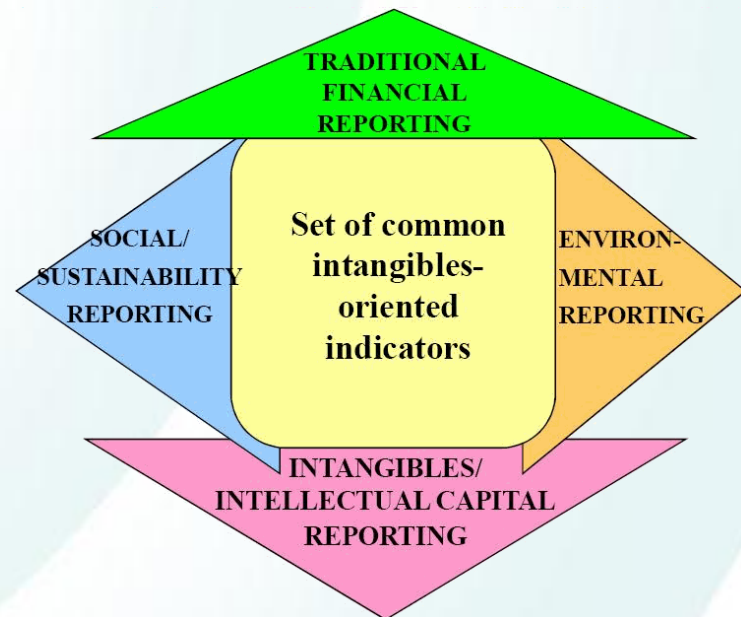 TRADITIONAL
FINANCIAL
REPORTING
SOCIAL/
SUSTAINABILITY
REPORTING
Set of common
intangibles-
oriented
indicators
ENVIRON-
MENTAL
REPORTING
INTANGIBLES/
INTELLECTUAL CAPITAL
REPORTING